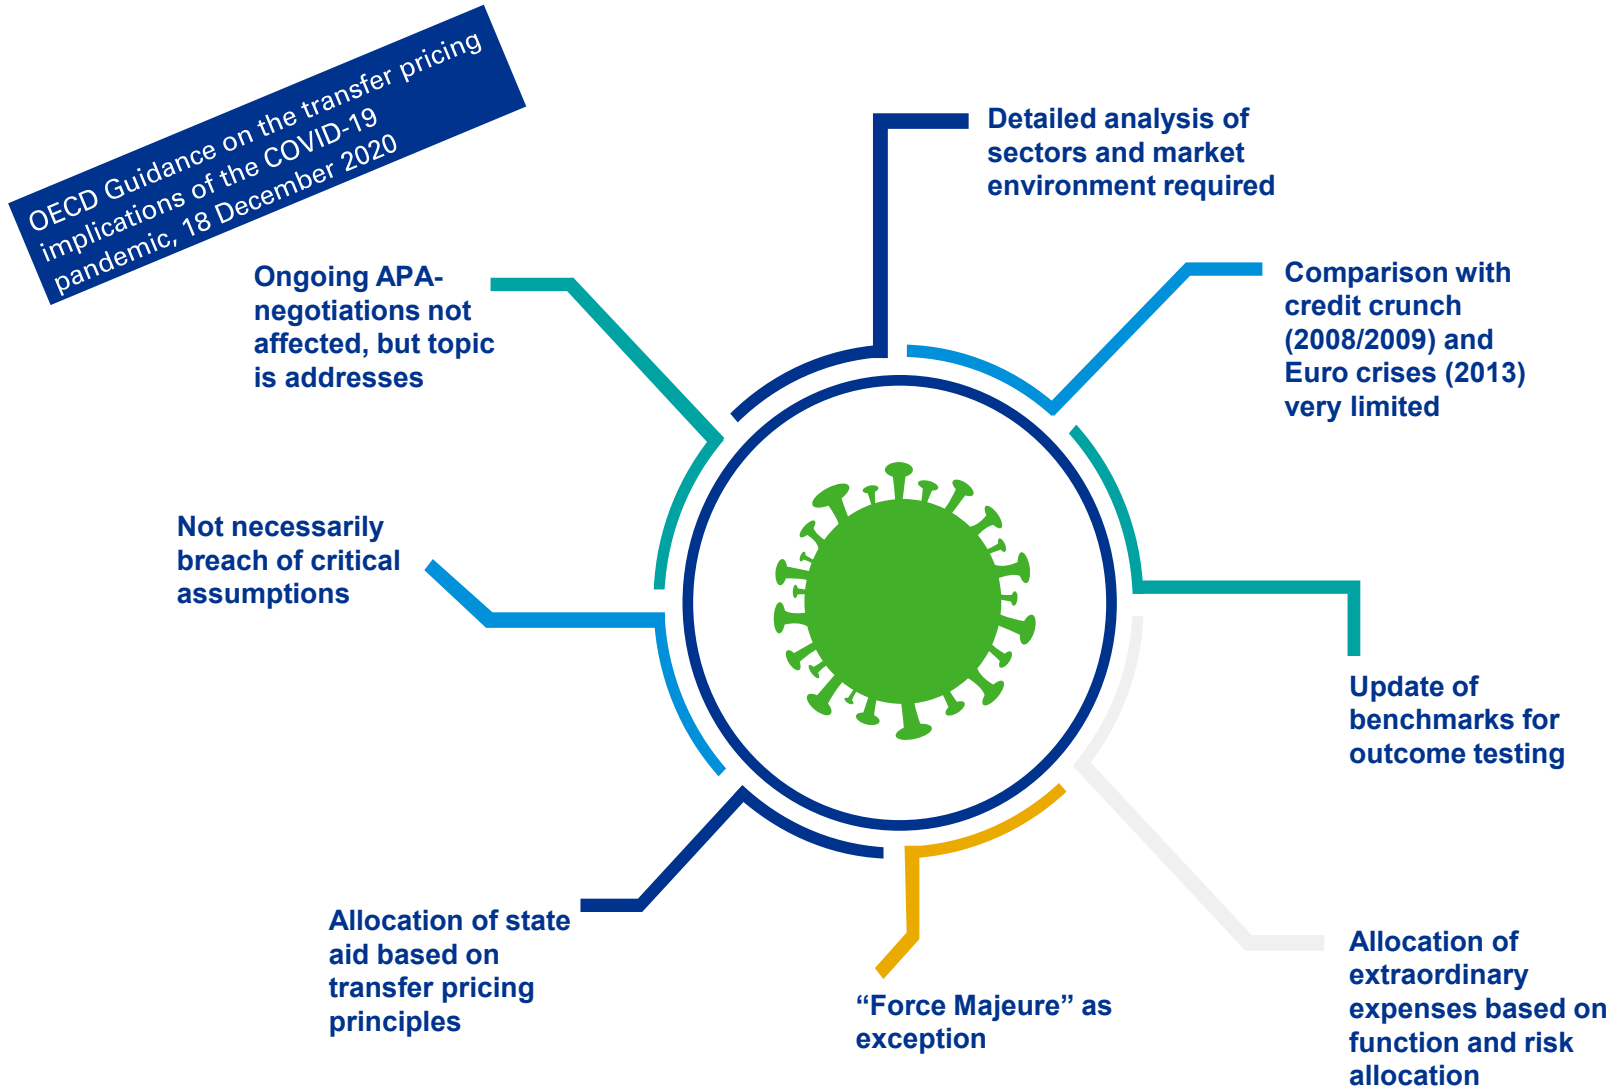 OECD Guidance on the transfer pricing
implications of the COVID-19
pandemic, 18 December 2020
Detailed analysis of
sectors and market
environment required
Comparison with
credit crunch
(2008/2009) and
Euro crises (2013)
very limited
Update of
benchmarks for
outcome testing
Allocation of
extraordinary
expenses based on
function and risk
allocation
“Force Majeure” as
exception
Allocation of state
aid based on
transfer pricing
principles
Not necessarily
breach of critical
assumptions
Ongoing APA-
negotiations not
affected, but topic
is addresses